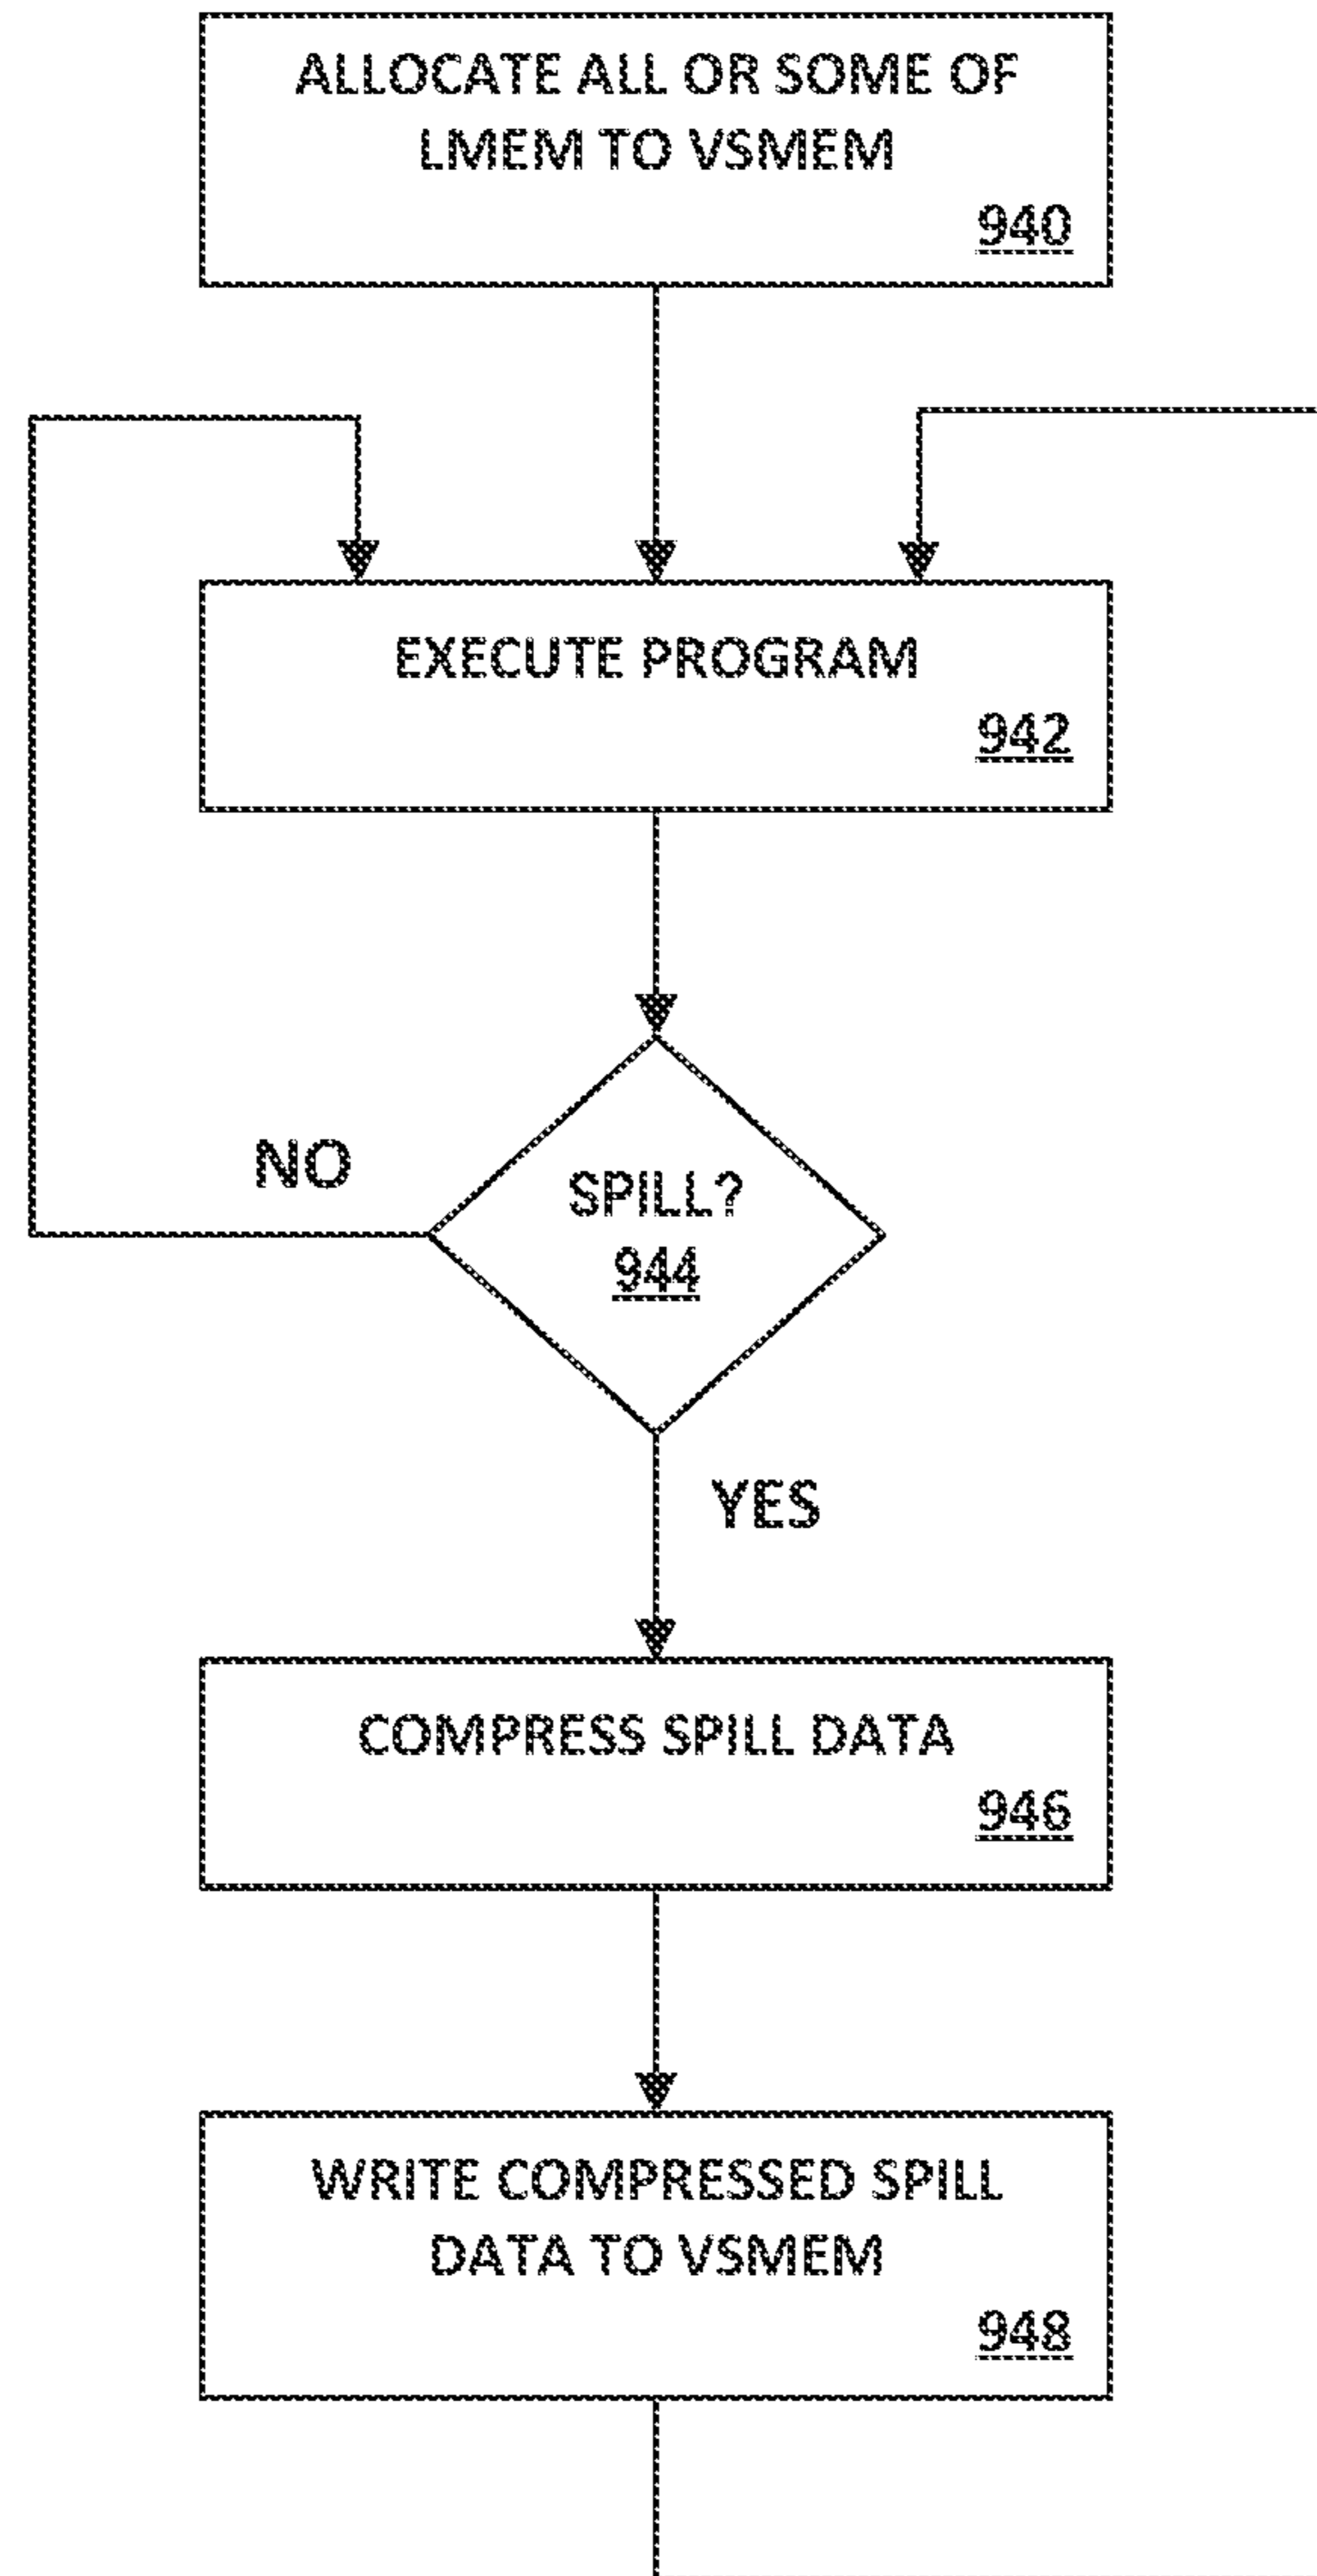 ALLOCATE ALL OR SOME OF
LMEM TO VSMEM
940
EXECUTE PROGRAM
942
NO
SPILL?
944
YES
COMPRESS SPILL DATA
946
WRITE COMPRESSED SPILL
DATA TO VSMEM
948